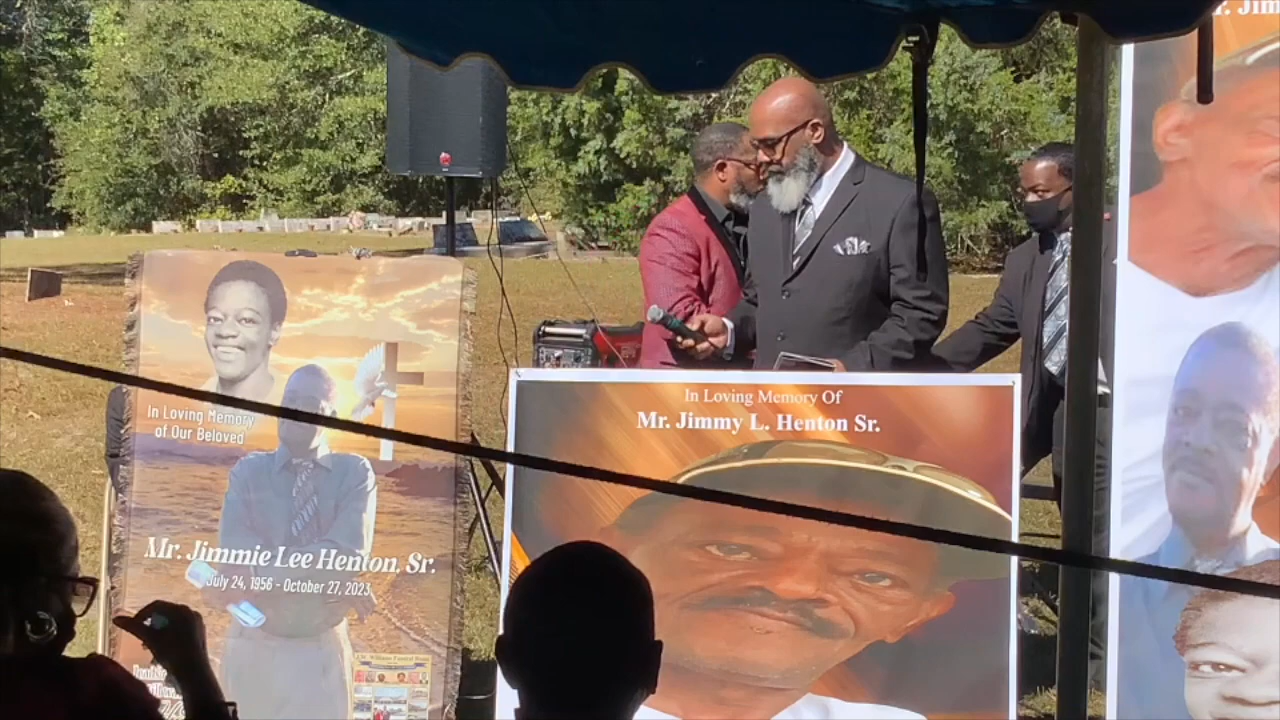 r. Jim
In Loving Memory
of Our Beloved
Mr. Jimmie Lee Henton, Sr.
July 24, 1956 - October 27, 2023
In Loving Memory Of
Mr. Jimmy L. Henton Sr.